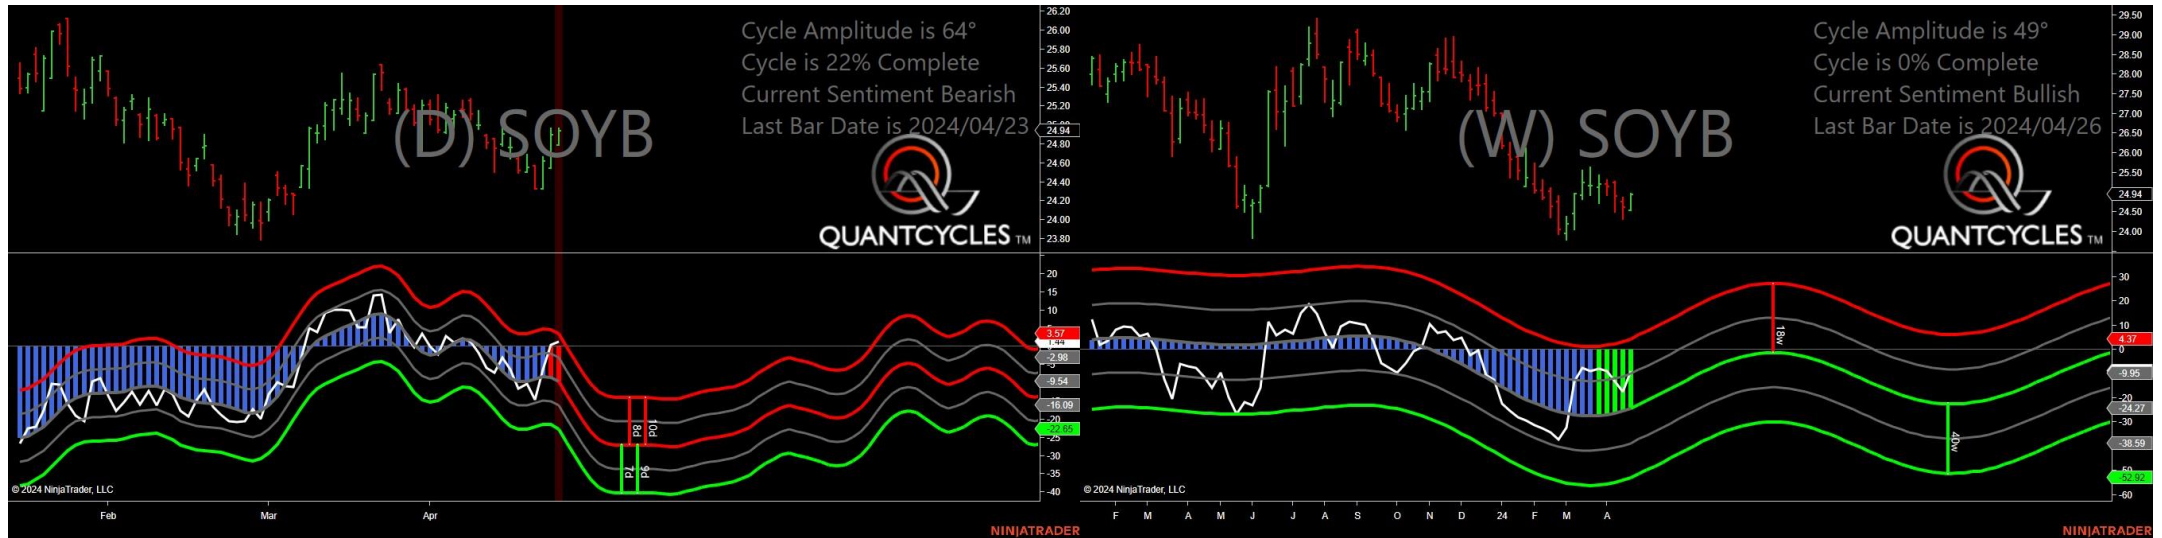 Cycle Amplitude is 64°
Cycle is 22% Complete
Current Sentiment Bearish
Last Bar Date is 2024/04/23
(D) SOYB
QUANTCYCLES TM
26.20
26.00
25.80
25.60
25.40
25.20
24.94
24.80
24.60
24.40
24.20
24.00
23.80
20
15
10
3.57
1.44
-2.98
-9.54
-16.09
-20
-22.65
-25
-30
-35
-40
8d
10d
7d
9d
© 2024 NinjaTrader, LLC
Feb
Mar
Apr
NINJATRADER
Cycle Amplitude is 49°
Cycle is 0% Complete
Current Sentiment Bullish
Last Bar Date is 2024/04/26
(W) SOYB
QUANTCYCLES TM
29.50
29.00
28.50
28.00
27.50
27.00
26.50
26.00
25.50
24.94
24.50
24.00
30
20
10
4.37
0
-9.95
-20
-24.27
-30
-38.59
-52.92
-60
18w
40w
© 2024 NinjaTrader, LLC
F
M
A
M
J
J
A
S
O
N
D
24
F
M
A
NINJATRADER